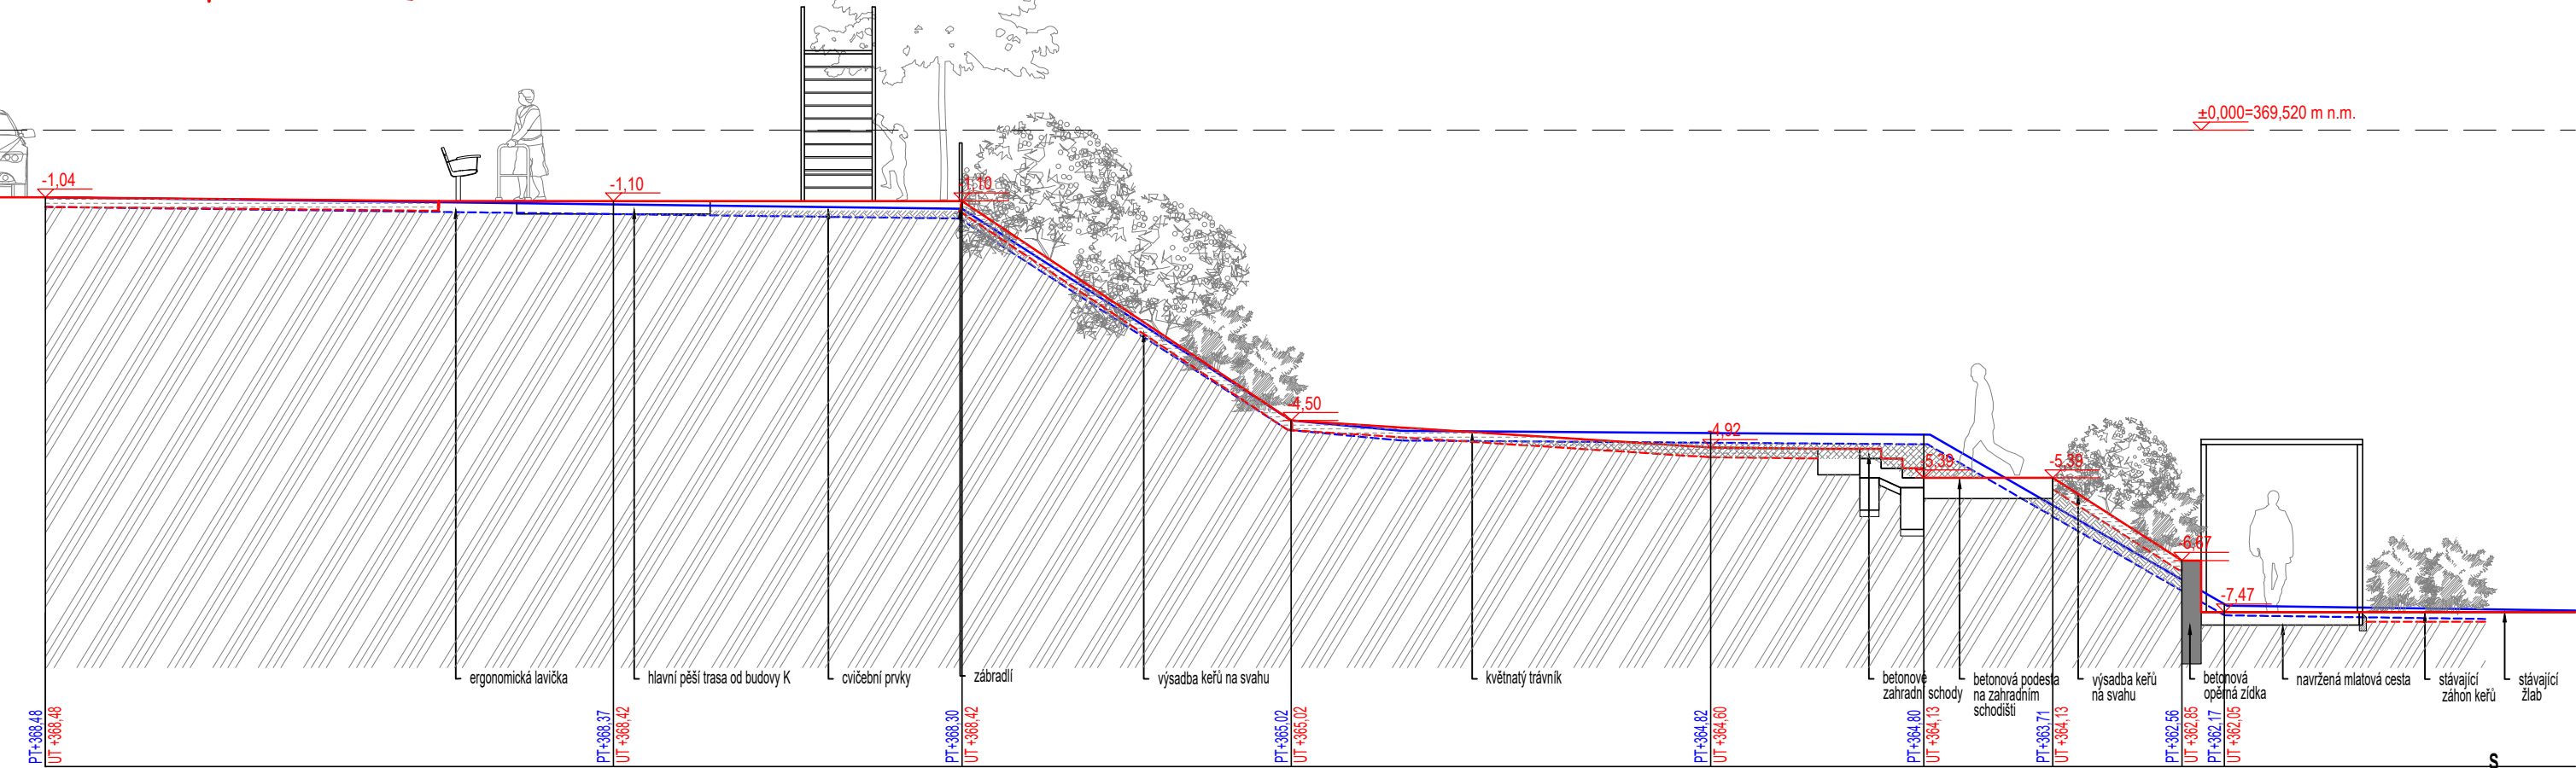 ±0,000=369,520 m n.m.
-1,04
-1,10
-1,10
-4,50
-4,92
-5,39
-5,39
-6,67
-7,47
ergonomická lavička
hlavní pěší trasa od budovy K
cvičební prvky
zábradlí
výsadba keřů na svahu
květnatý trávník
betonové
zahradní schody
betonová podesta
na zahradním
schodišti
výsadba keřů
na svahu
betonová
opěrná zídka
navržená mlatová cesta
stávající
záhon keřů
stávající
žlab
PT+368,48
UT +368,48
PT+368,37
UT +368,42
PT+368,30
UT +368,42
PT+365,02
UT +365,02
PT+364,82
UT +364,60
PT+364,80
UT +364,13
PT+363,71
UT +364,13
PT+362,56
UT +362,85
PT+362,17
UT +362,05
S